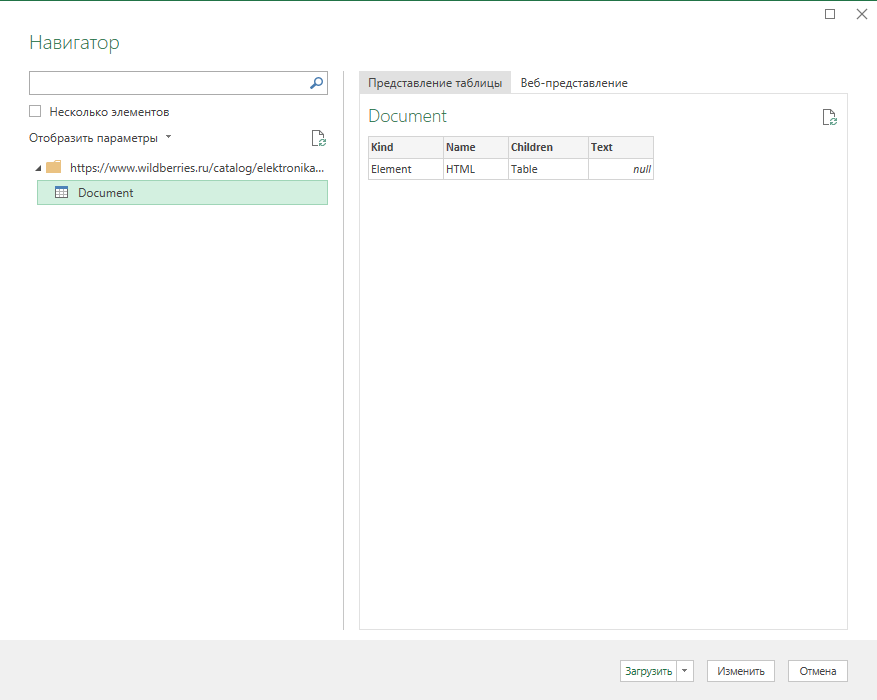 Навигатор
Несколько элементов
Отобразить параметры
https://www.wildberries.ru/catalog/elektronika...
Document
Представление таблицы Веб-представление
Document
Kind Name Children Text
Element HTML Table null
Загрузить Изменить Отмена